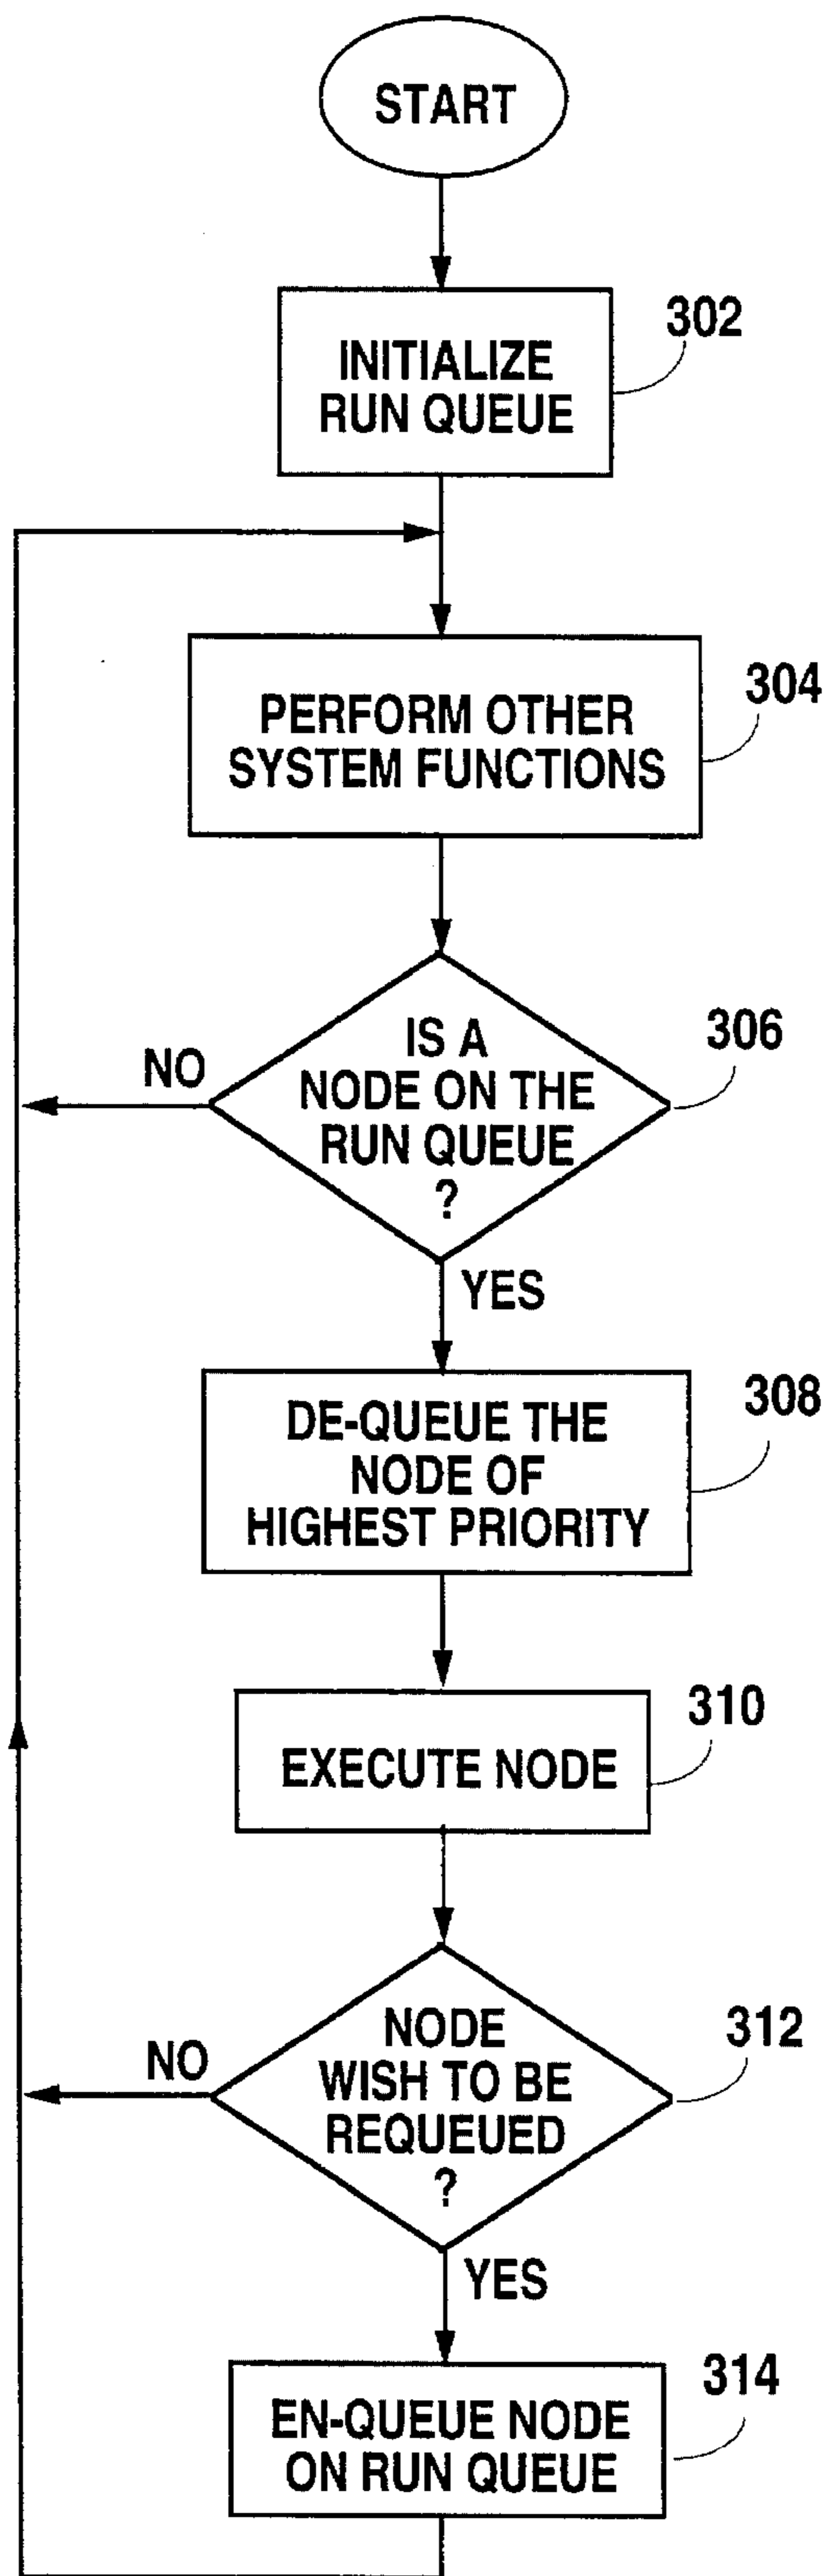 START
INITIALIZE
RUN QUEUE
302
PERFORM OTHER
SYSTEM FUNCTIONS
304
IS A
NODE ON THE
RUN QUEUE
?
306
NO
YES
DE-QUEUE THE
NODE OF
HIGHEST PRIORITY
308
EXECUTE NODE
310
NODE
WISH TO BE
REQUEUED
?
312
NO
YES
EN-QUEUE NODE
ON RUN QUEUE
314